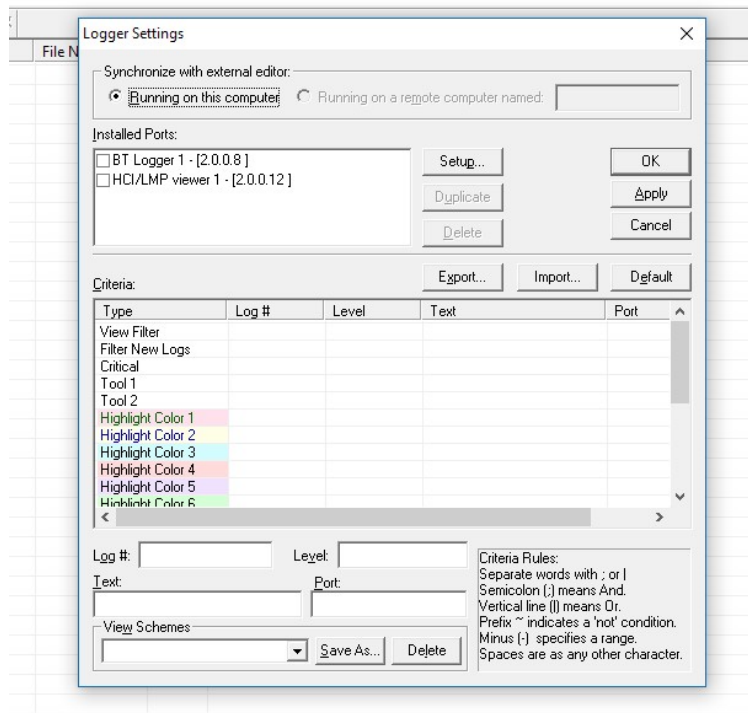 File N
Logger Settings
Synchronize with external editor:
Running on this computer
Running on a remote computer named:
Installed Ports:
BT Logger 1 - [2.0.0.8 ]
HCI/LMP viewer 1 - [2.0.0.12 ]
Setup...
OK
Duplicate
Apply
Delete
Cancel
Export...
Import...
Default
Criteria:
Type Log # Level Text Port
View Filter
Filter New Logs
Critical
Tool 1
Tool 2
Highlight Color 1
Highlight Color 2
Highlight Color 3
Highlight Color 4
Highlight Color 5
Highlight Color 6
Log #:
Level:
Text:
Port:
View Schemes
Save As...
Delete
Criteria Rules:
Separate words with ; or |
Semicolon (;) means And.
Vertical line (|) means Or.
Prefix ~ indicates a 'not' condition.
Minus (-) specifies a range.
Spaces are as any other character.